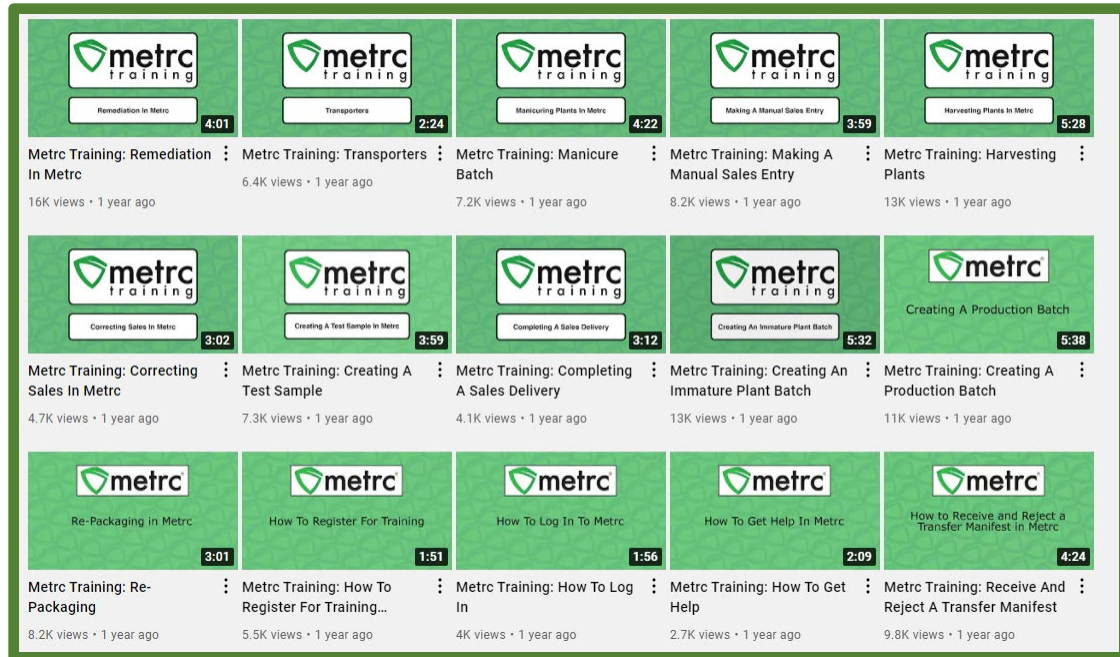 metrc
training
Remediation In Metrc
4:01
Metrc Training: Remediation
In Metrc
16K views • 1 year ago
metrc
training
Transporters
2:24
Metrc Training: Transporters
6.4K views • 1 year ago
metrc
training
Manicuring Plants In Metrc
4:22
Metrc Training: Manicure
Batch
7.2K views • 1 year ago
metrc
training
Making A Manual Sales Entry
3:59
Metrc Training: Making A
Manual Sales Entry
8.2K views • 1 year ago
metrc
training
Harvesting Plants In Metrc
5:28
Metrc Training: Harvesting
Plants
13K views • 1 year ago
metrc
training
Correcting Sales In Metrc
3:02
Metrc Training: Correcting
Sales In Metrc
4.7K views • 1 year ago
metrc
training
Creating A Test Sample In Metrc
3:59
Metrc Training: Creating A
Test Sample
7.3K views • 1 year ago
metrc
training
Completing A Sales Delivery
3:12
Metrc Training: Completing
A Sales Delivery
4.1K views • 1 year ago
metrc
training
Creating An Immature Plant Batch
5:32
Metrc Training: Creating An
Immature Plant Batch
13K views • 1 year ago
metrc
Creating A Production Batch
5:38
Metrc Training: Creating A
Production Batch
11K views • 1 year ago
metrc
Re-Packaging in Metrc
3:01
Metrc Training: Re-
Packaging
8.2K views • 1 year ago
metrc
How To Register For Training
1:51
Metrc Training: How To
Register For Training...
5.5K views • 1 year ago
metrc
How To Log In To Metrc
1:56
Metrc Training: How To Log
In
4K views • 1 year ago
metrc
How To Get Help In Metrc
2:09
Metrc Training: How To Get
Help
2.7K views • 1 year ago
metrc
How to Receive and Reject a
Transfer Manifest in Metrc
4:24
Metrc Training: Receive And
Reject A Transfer Manifest
9.8K views • 1 year ago